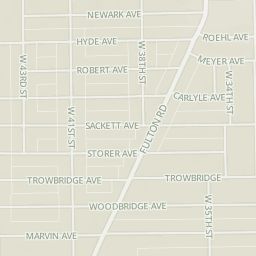 NEWARK AVE
ROEHL AVE
HYDE AVE
W 38TH ST
MEYER AVE
W 43RD ST
ROBERT AVE
W 34TH ST
CARLYLE AVE
W 41ST ST
SACKETT AVE
FULTON RD
STORER AVE
TROWBRIDGE AVE
TROWBRIDGE
W 35TH ST
WOODBRIDGE AVE
MARVIN AVE